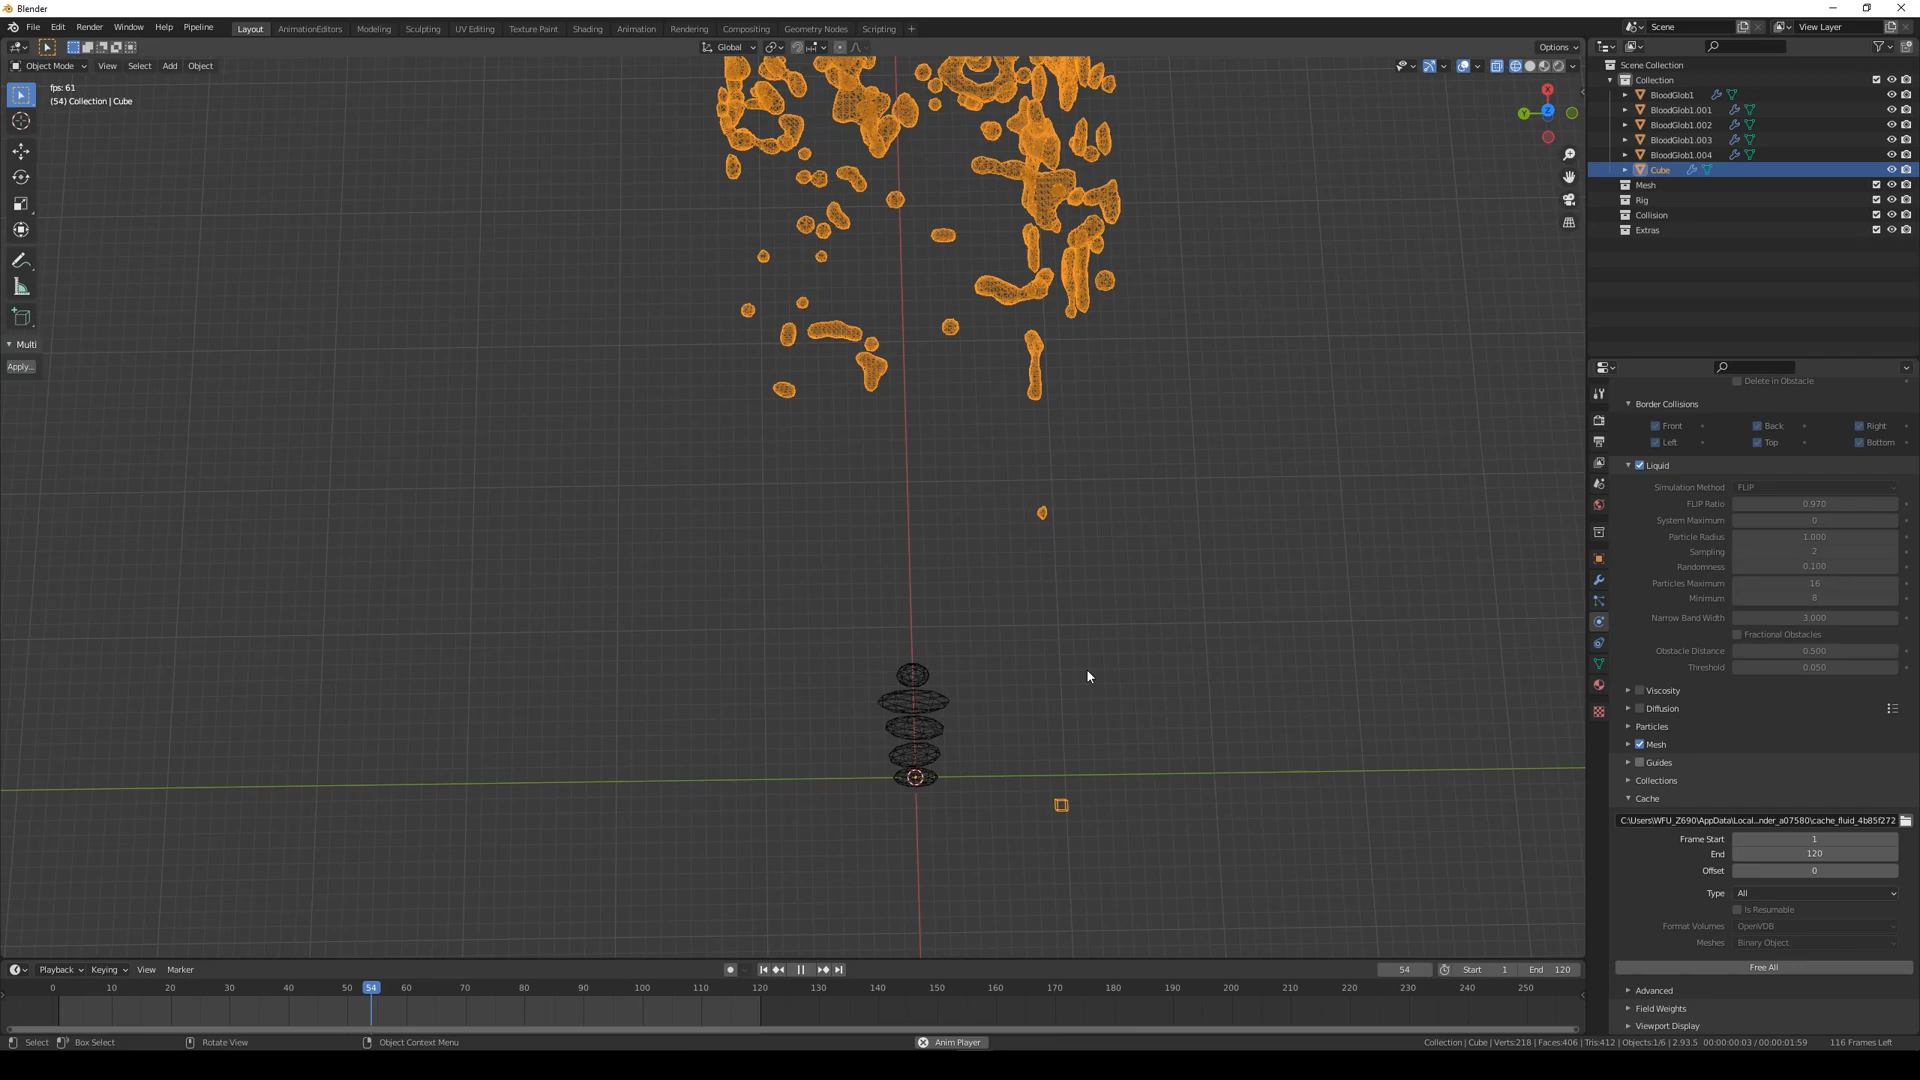 Blender
File Edit Render Window Help Pipeline Layout AnimationEditors Modeling Sculpting UV Editing Texture Paint Shading Animation Rendering Compositing Geometry Nodes Scripting + Scene View Layer
Global Options
Object Mode View Select Add Object
fps: 61
(54) Collection | Cube
Multi
Apply...
X
Y
Z
Scene Collection
Collection
BloodGlob1
BloodGlob1.001
BloodGlob1.002
BloodGlob1.003
BloodGlob1.004
Cube
Mesh
Rig
Collision
Extras
Delete in Obstacle
Border Collisions
Front Back Right
Left Top Bottom
Liquid
Simulation Method FLIP
FLIP Ratio 0.970
System Maximum 0
Particle Radius 1.000
Sampling 2
Randomness 0.100
Particles Maximum 16
Minimum 8
Narrow Band Width 3.000
Fractional Obstacles
Obstacle Distance 0.500
Threshold 0.050
Viscosity
Diffusion
Particles
Mesh
Guides
Collections
Cache
C:\Users\WFU_Z690\AppData\Local...nder_a07580\cache_fluid_4b85f272
Frame Start 1
End 120
Offset 0
Type All
Is Resumable
Format Volumes OpenVDB
Meshes Binary Object
Free All
Advanced
Field Weights
Viewport Display
Playback Keying View Marker 54 Start 1 End 120
0 10 20 30 40 50 54 60 70 80 90 100 110 120 130 140 150 160 170 180 190 200 210 220 230 240 250
Select Box Select Rotate View Object Context Menu Anim Player Collection | Cube | Verts:218 | Faces:406 | Tris:412 | Objects:1/6 | 2.93.5 00:00:00:03 / 00:00:01:59 116 Frames Left